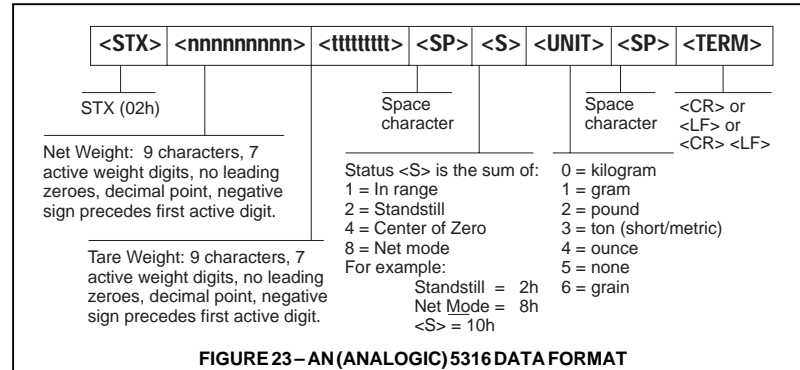 <STX> <nnnnnnnnn> <ttttttttt> <SP> <S> <UNIT> <SP> <TERM>
STX (02h)
Net Weight: 9 characters, 7
active weight digits, no leading
zeroes, decimal point, negative
sign precedes first active digit.
Tare Weight: 9 characters, 7
active weight digits, no leading
zeroes, decimal point, negative
sign precedes first active digit.
Space
character
Status <S> is the sum of:
1 = In range
2 = Standstill
4 = Center of Zero
8 = Net mode
For example:
Standstill = 2h
Net Mode = 8h
<S> = 10h
0 = kilogram
1 = gram
2 = pound
3 = ton (short/metric)
4 = ounce
5 = none
6 = grain
Space
character
<CR> or
<LF> or
<CR> <LF>
FIGURE 23 – AN (ANALOGIC) 5316 DATA FORMAT